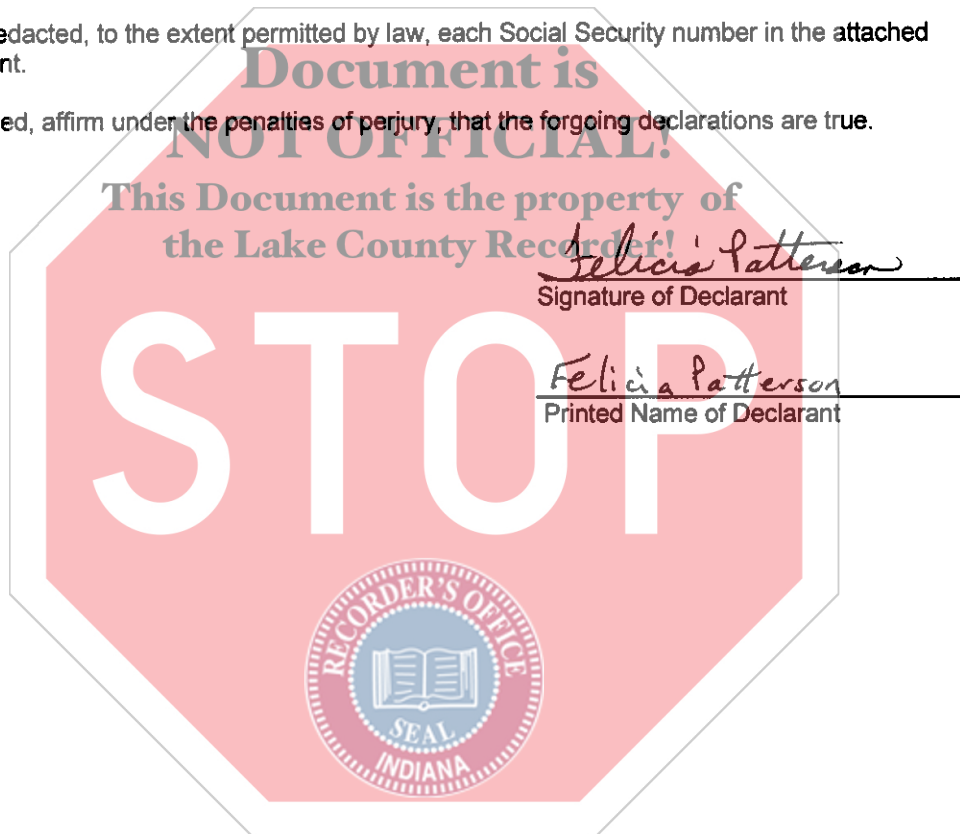 edacted, to the extent permitted by law, each Social Security number in the attached
nt.
ed, affirm under the penalties of perjury, that the forgoing declarations are true.
Document is
NOT OFFICIAL!
This Document is the property of
the Lake County Recorder!
Felicia Patterson
Signature of Declarant
Felicia Patterson
Printed Name of Declarant
STOP
RECORDER'S OFFICE
SEAL
INDIANA